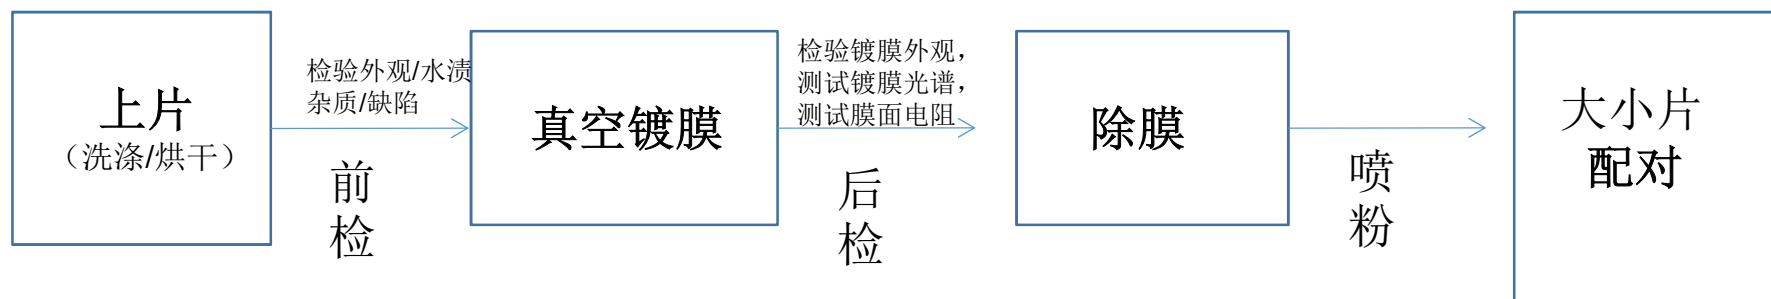 上片
（洗涤/烘干）
检验外观/水渍
杂质/缺陷
前
检
真空镀膜
检验镀膜外观，
测试镀膜光谱，
测试膜面电阻
后
检
除膜
喷
粉
大小片
配对